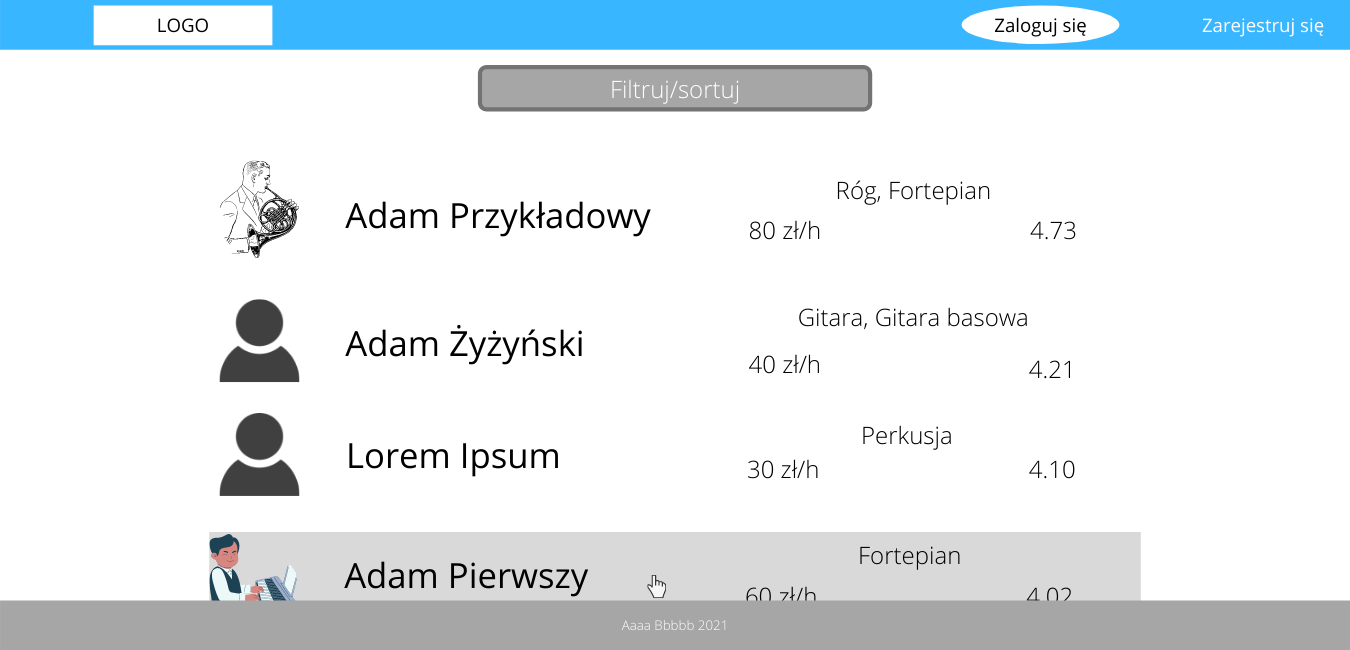 LOGO
Zaloguj się
Zarejestruj się
Filtruj/sortuj
Adam Przykładowy
Róg, Fortepian
80 zł/h
4.73
Adam Żyżyński
Gitara, Gitara basowa
40 zł/h
4.21
Lorem Ipsum
Perkusja
30 zł/h
4.10
Adam Pierwszy
Fortepian
60 zł/h
4.02
Aaaa Bbbbb 2021